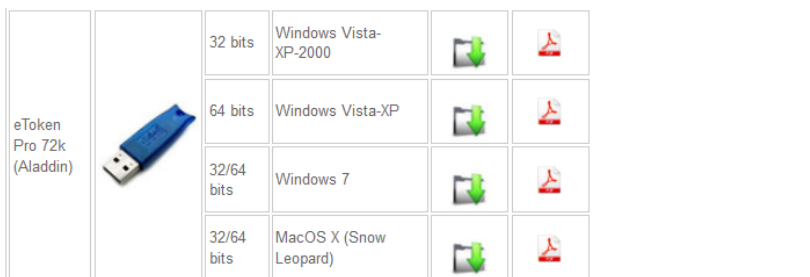 32 bits
Windows Vista-
XP-2000
64 bits
Windows Vista-XP
eToken
Pro 72k
(Aladdin)
32/64
bits
Windows 7
32/64
bits
MacOS X (Snow
Leopard)